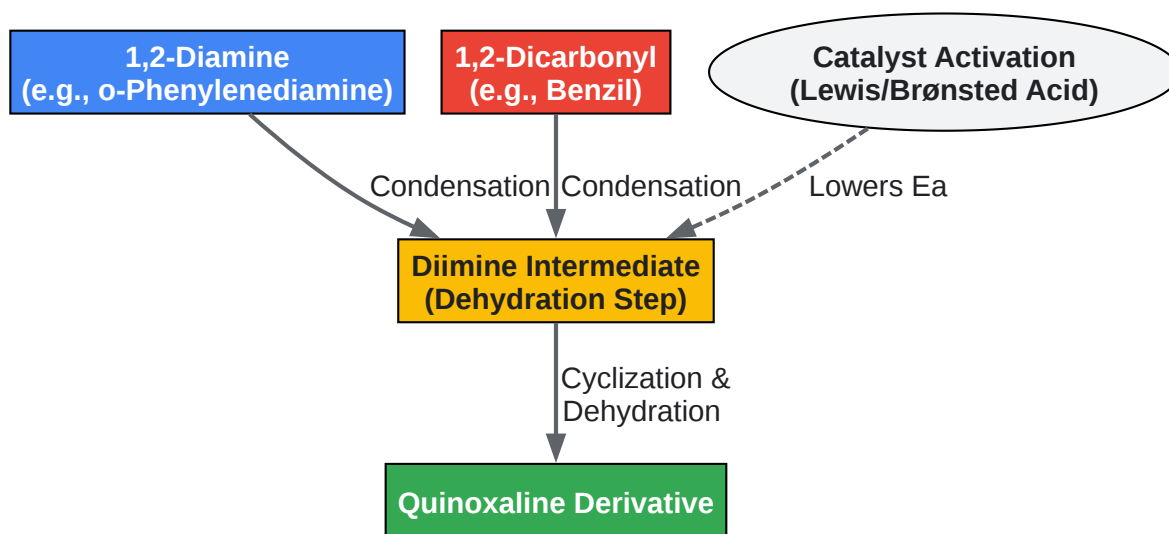 1,2-Diamine
(e.g., o-Phenylenediamine)
1,2-Dicarbonyl
(e.g., Benzil)
Catalyst Activation
(Lewis/Brønsted Acid)
Condensation
Condensation
Lowers Ea
Diimine Intermediate
(Dehydration Step)
Cyclization &
Dehydration
Quinoxaline Derivative